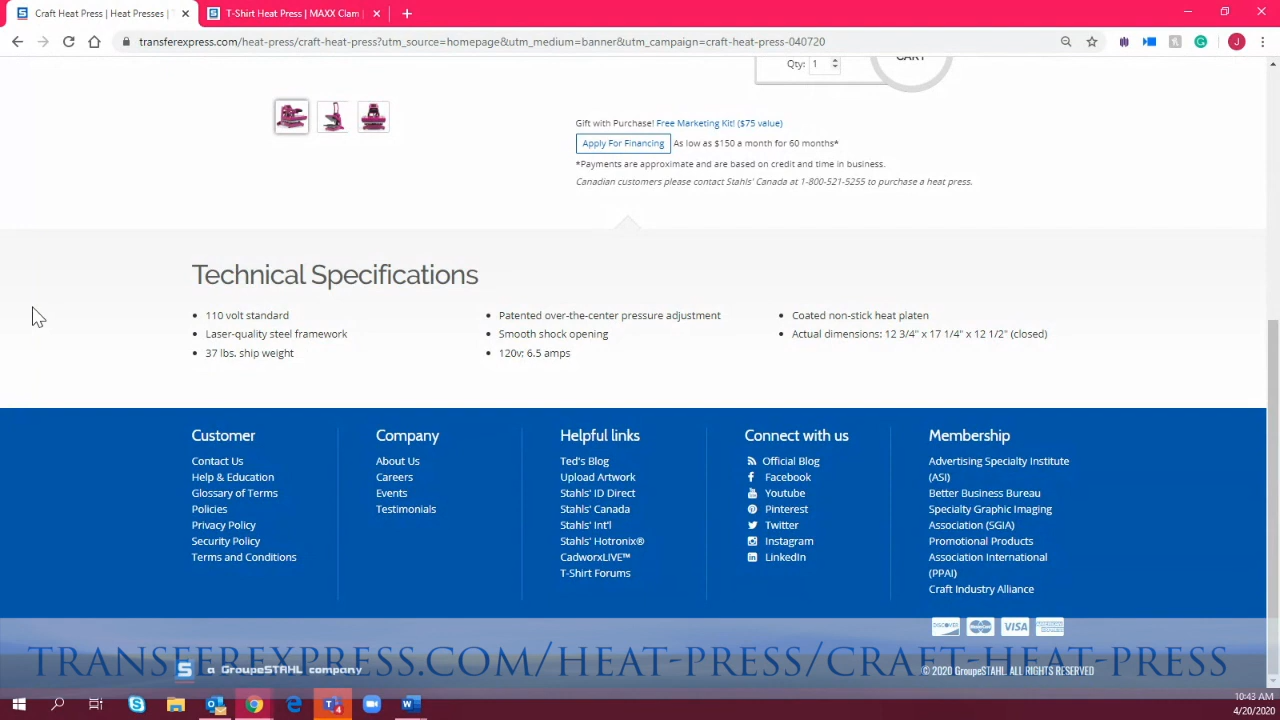 Craft Heat Press | Heat Presses |
T-Shirt Heat Press | MAXX Clam
transferexpress.com/heat-press/craft-heat-press?utm_source=homepage&utm_medium=banner&utm_campaign=craft-heat-press-040720
J
CART
Qty: 1
Gift with Purchase! Free Marketing Kit! ($75 value)
Apply For Financing As low as $150 a month for 60 months*
*Payments are approximate and are based on credit and time in business.
Canadian customers please contact Stahls' Canada at 1-800-521-5255 to purchase a heat press.
Technical Specifications
• 110 volt standard
• Laser-quality steel framework
• 37 lbs. ship weight
• Patented over-the-center pressure adjustment
• Smooth shock opening
• 120v: 6.5 amps
• Coated non-stick heat platen
• Actual dimensions: 12 3/4" x 17 1/4" x 12 1/2" (closed)
Customer
Contact Us
Help & Education
Glossary of Terms
Policies
Privacy Policy
Security Policy
Terms and Conditions
Company
About Us
Careers
Events
Testimonials
Helpful links
Ted's Blog
Upload Artwork
Stahls' ID Direct
Stahls' Canada
Stahls' Int'l
Stahls' Hotronix®
CadworxLIVE™
T-Shirt Forums
Connect with us
Official Blog
Facebook
Youtube
Pinterest
Twitter
Instagram
LinkedIn
Membership
Advertising Specialty Institute
(ASI)
Better Business Bureau
Specialty Graphic Imaging
Association (SGIA)
Promotional Products
Association International
(PPAI)
Craft Industry Alliance
DISCOVER VISA
TRANSFEREXPRESS.COM/HEAT-PRESS/CRAFT-HEAT-PRESS
S a GroupeSTAHL company
© 2020 GroupeSTAHL. ALL RIGHTS RESERVED
10:43 AM
4/20/2020